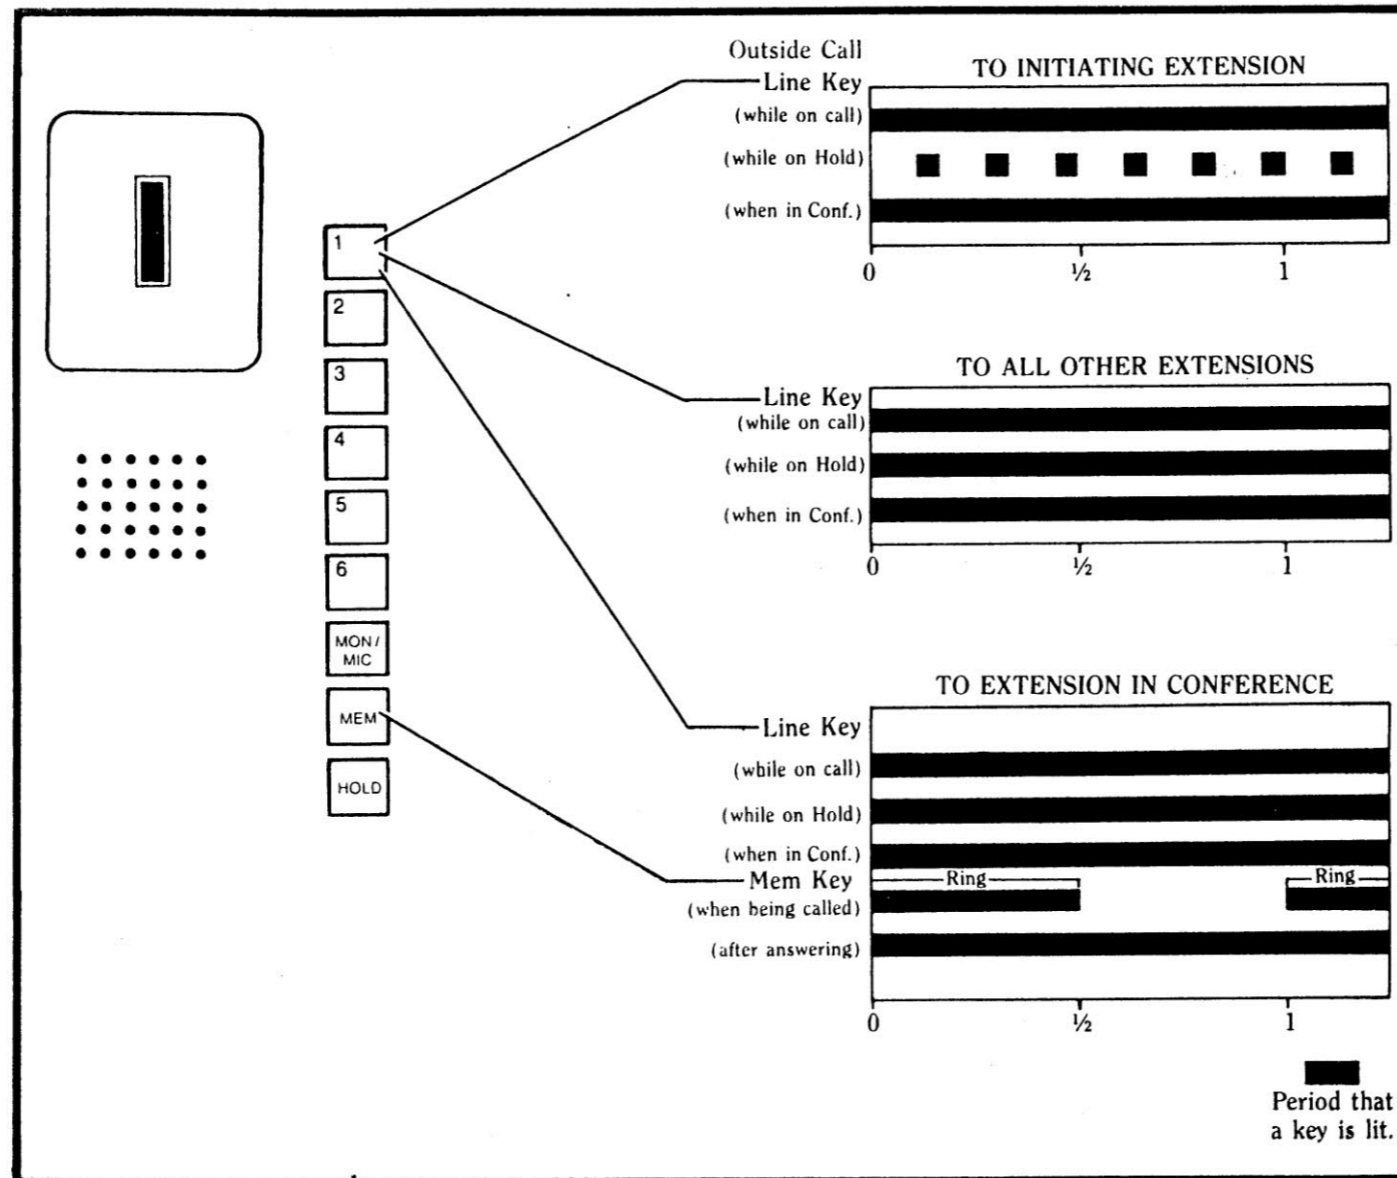 Outside Call
Line Key
(while on call)
(while on Hold)
(when in Conf.)
TO INITIATING EXTENSION
0 ½ 1
1
2
3
4
5
6
MON/
MIC
MEM
HOLD
TO ALL OTHER EXTENSIONS
Line Key
(while on call)
(while on Hold)
(when in Conf.)
0 ½ 1
TO EXTENSION IN CONFERENCE
Line Key
(while on call)
(while on Hold)
(when in Conf.)
Mem Key
Ring Ring
(when being called)
(after answering)
0 ½ 1
Period that
a key is lit.